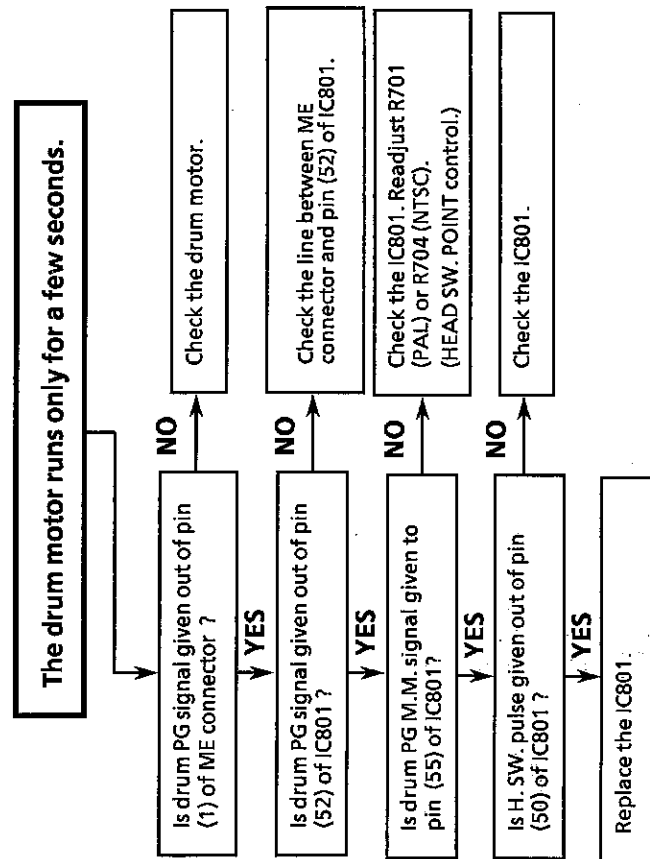 The drum motor runs only for a few seconds.
Is drum PG signal given out of pin
(1) of ME connector ?
NO
Check the drum motor.
YES
Is drum PG signal given out of pin
(52) of IC801 ?
NO
Check the line between ME
connector and pin (52) of IC801.
YES
Is drum PG M.M. signal given to
pin (55) of IC801?
NO
Check the IC801. Readjust R701
(PAL) or R704 (NTSC).
(HEAD SW. POINT control.)
YES
Is H. SW. pulse given out of pin
(50) of IC801 ?
NO
Check the IC801.
YES
Replace the IC801.